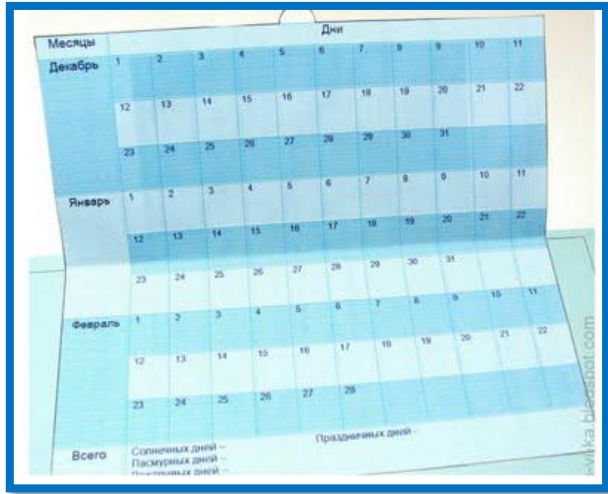 Дни
Месяцы
Декабрь 1 2 3 4 5 6 7 8 9 10 11
12 13 14 15 16 17 18 19 20 21 22
23 24 25 26 27 28 29 30 31
Январь 1 2 3 4 5 6 7 8 9 10 11
12 13 14 15 16 17 18 19 20 21 22
23 24 25 26 27 28 29 30 31
Февраль 1 2 3 4 5 6 7 8 9 10 11
12 13 14 15 16 17 18 19 20 21 22
23 24 25 26 27 28
Всего Солнечных дней – Праздничных дней -
Пасмурных дней –
дней –